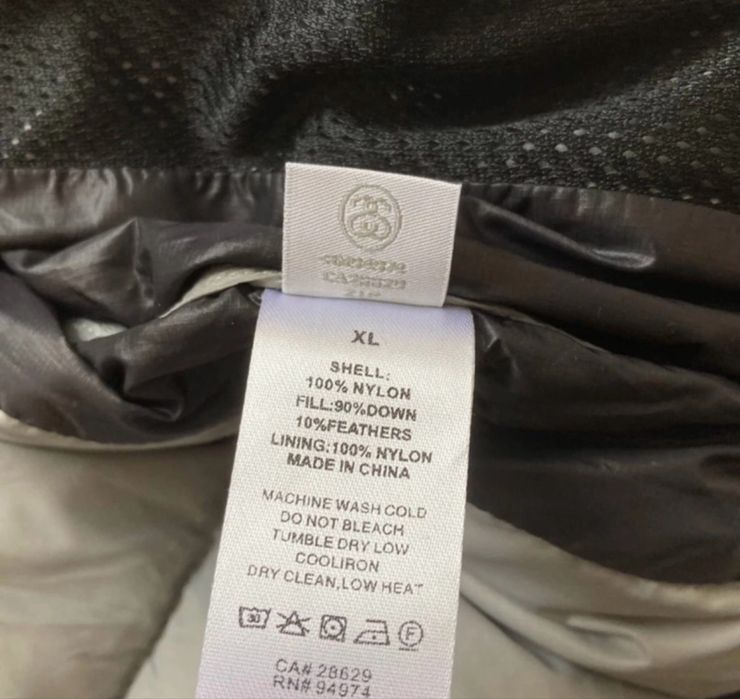 XL
SHELL:
100% NYLON
FILL:90%DOWN
10%FEATHERS
LINING:100% NYLON
MADE IN CHINA
MACHINE WASH COLD
DO NOT BLEACH
TUMBLE DRY LOW
COOLIRON
DRY CLEAN,LOW HEAT
30
F
CA# 28629
RN# 94974